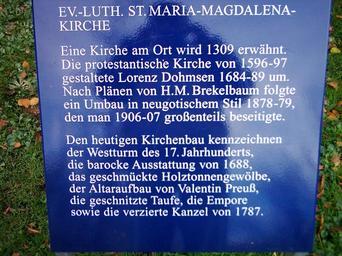 EV.-LUTH. ST. MARIA-MAGDALENA-
KIRCHE
Eine Kirche am Ort wird 1309 erwähnt.
Die protestantische Kirche von 1596-97
gestaltete Lorenz Dohmsen 1684-89 um.
Nach Plänen von H.M. Brekelbaum folgte
ein Umbau in neugotischem Stil 1878-79,
den man 1906-07 großenteils beseitigte.
Den heutigen Kirchenbau kennzeichnen
der Westturm des 17. Jahrhunderts,
die barocke Ausstattung von 1688,
das geschmückte Holztonnengewölbe,
der Altaraufbau von Valentin Preuß,
die geschnitzte Taufe, die Empore
sowie die verzierte Kanzel von 1787.